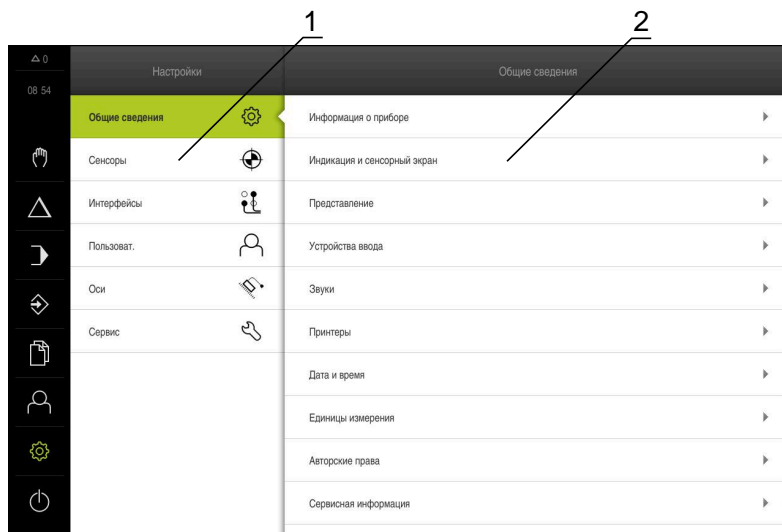 1
2
0
08 54
Настройки
Общие сведения
Общие сведения
Сенсоры
Интерфейсы
Пользоват.
Оси
Сервис
Информация о приборе
Индикация и сенсорный экран
Представление
Устройства ввода
Звуки
Принтеры
Дата и время
Единицы измерения
Авторские права
Сервисная информация